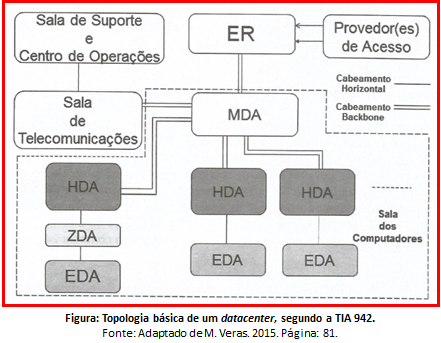 Sala de Suporte
e
Centro de Operações
ER
Provedor(es)
de Acesso
Cabeamento
Horizontal
Cabeamento
Backbone
Sala
de
Telecomunicações
MDA
HDA
HDA
HDA
ZDA
Sala
dos
Computadores
EDA
EDA
EDA
Figura: Topologia básica de um datacenter, segundo a TIA 942.
Fonte: Adaptado de M. Veras. 2015. Página: 81.